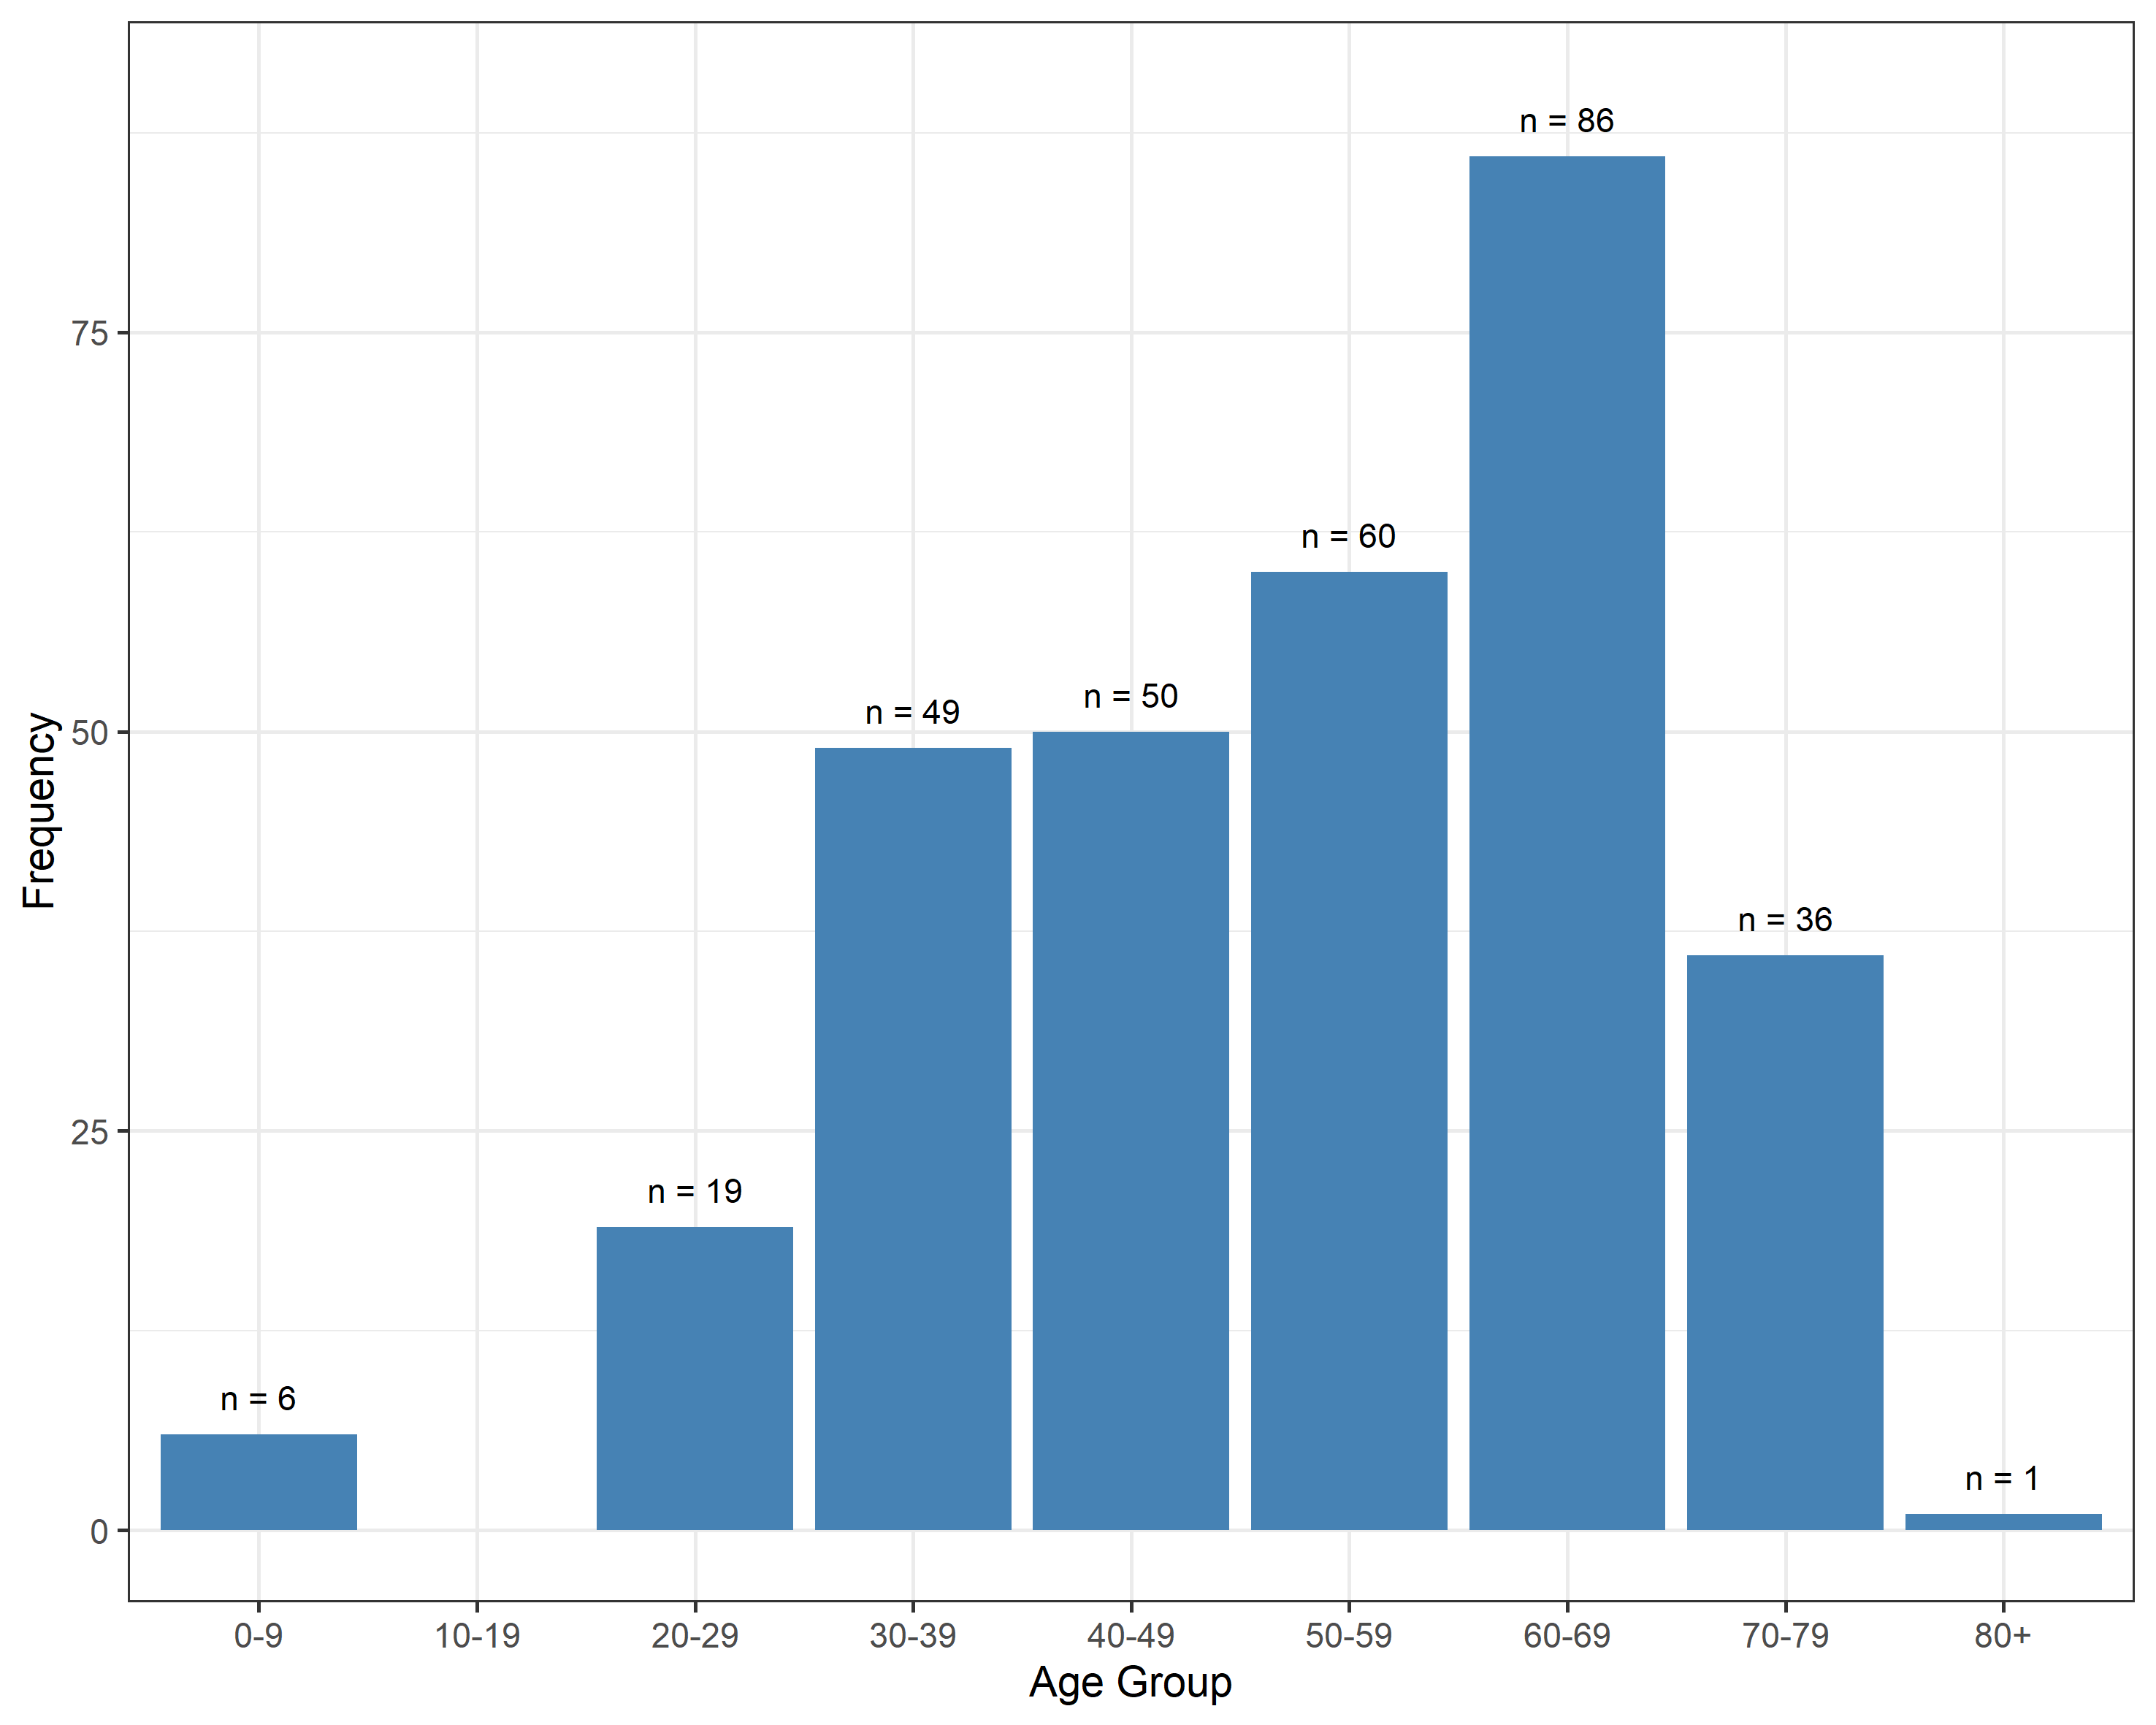 n = 86
75
n = 60
n = 49
n = 50
50
n = 36
25
n = 19
n = 6
n = 1
0
0-9 10-19 20-29 30-39 40-49 50-59 60-69 70-79 80+
Age Group
Frequency